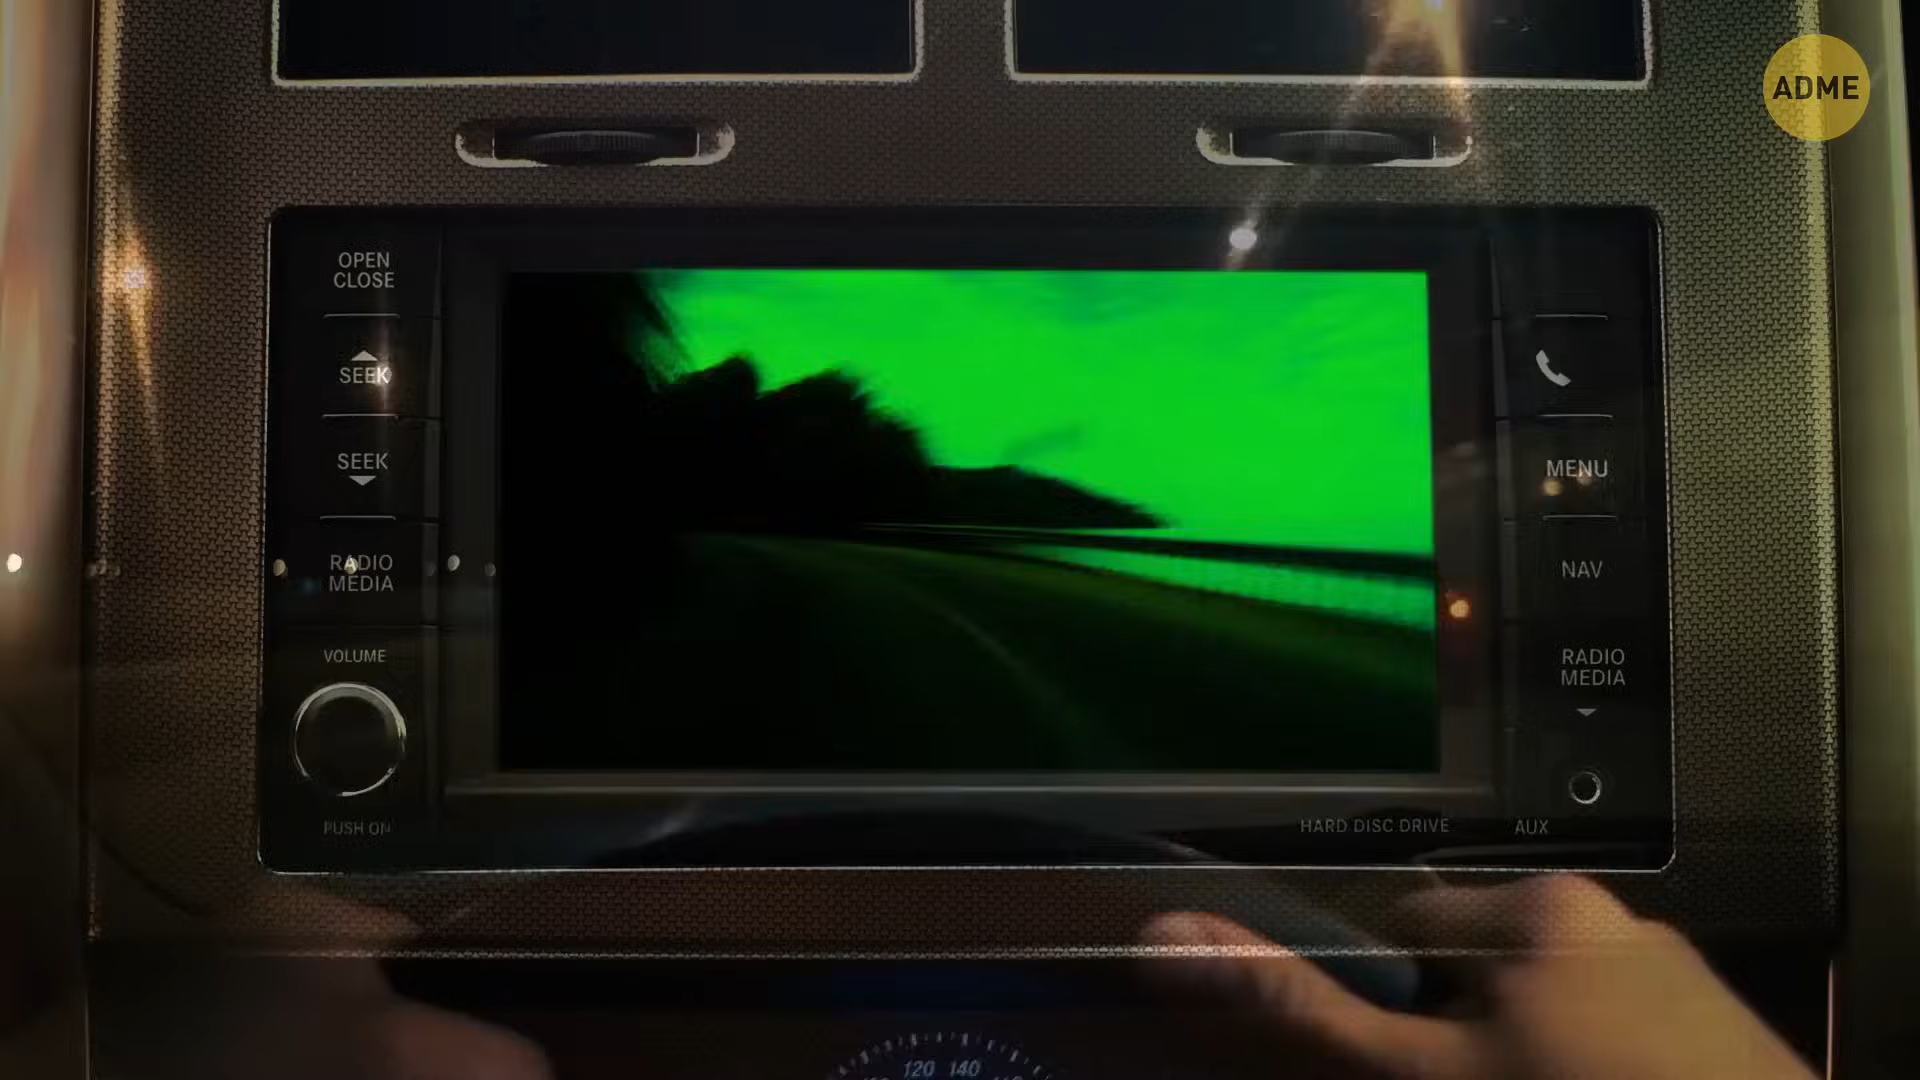 ADME
OPEN
CLOSE
SEEK
SEEK
RADIO
MEDIA
VOLUME
PUSH ON
MENU
NAV
RADIO
MEDIA
HARD DISC DRIVE
AUX
120 140